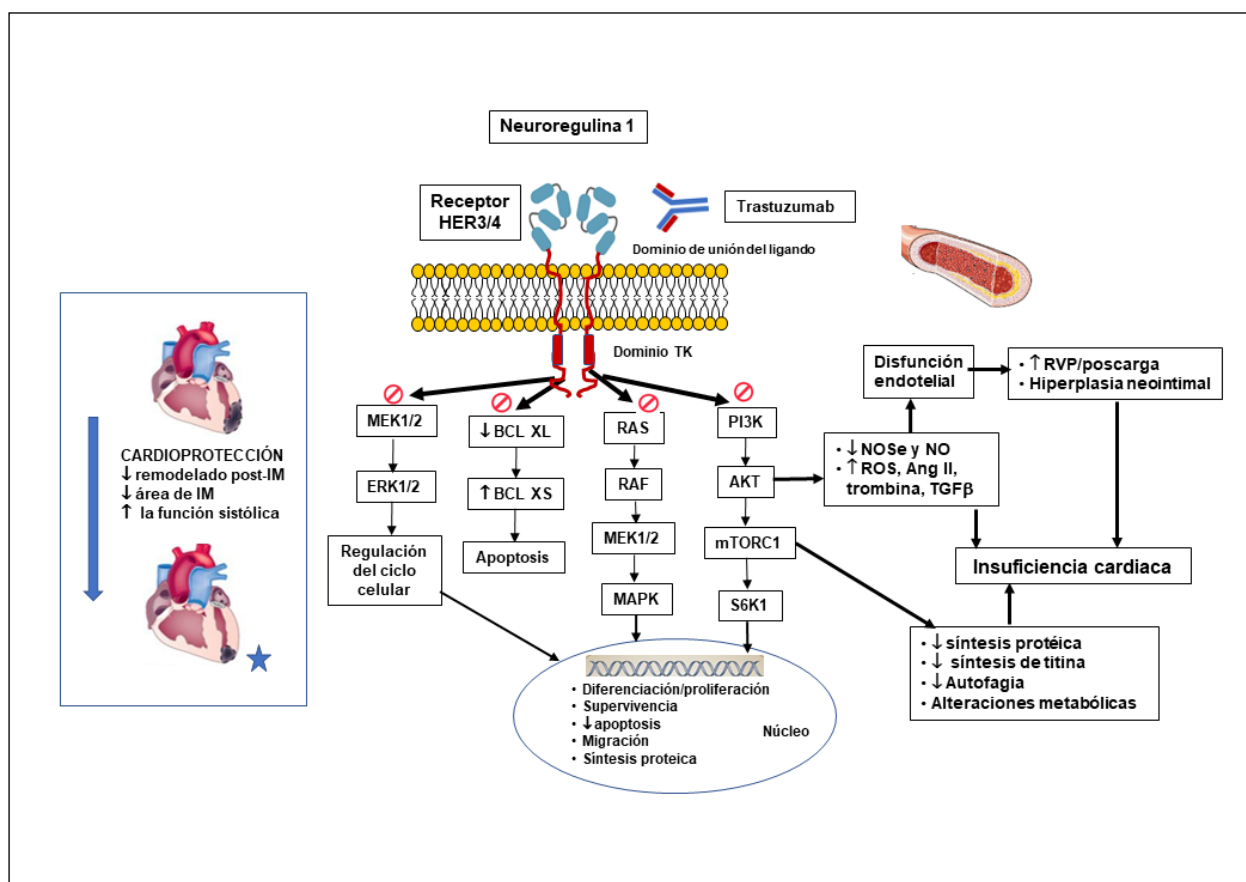 Neuroregulina 1
Receptor
HER3/4
Trastuzumab
Dominio de unión del ligando
Dominio TK
CARDIOPROTECCIÓN
↓ remodelado post-IM
↓ área de IM
↑ la función sistólica
MEK1/2
ERK1/2
Regulación
del ciclo
celular
↓ BCL XL
↑ BCL XS
Apoptosis
RAS
RAF
MEK1/2
MAPK
PI3K
AKT
mTORC1
S6K1
Disfunción
endotelial
• ↑ RVP/poscarga
• Hiperplasia neointimal
• ↓ NOSe y NO
• ↑ ROS, Ang II,
trombina, TGFβ
Insuficiencia cardiaca
• ↓ síntesis protéica
• ↓ síntesis de titina
• ↓ Autofagia
• Alteraciones metabólicas
• Diferenciación/proliferación
• Supervivencia
• ↓ apoptosis
• Migración
• Síntesis proteica
Núcleo